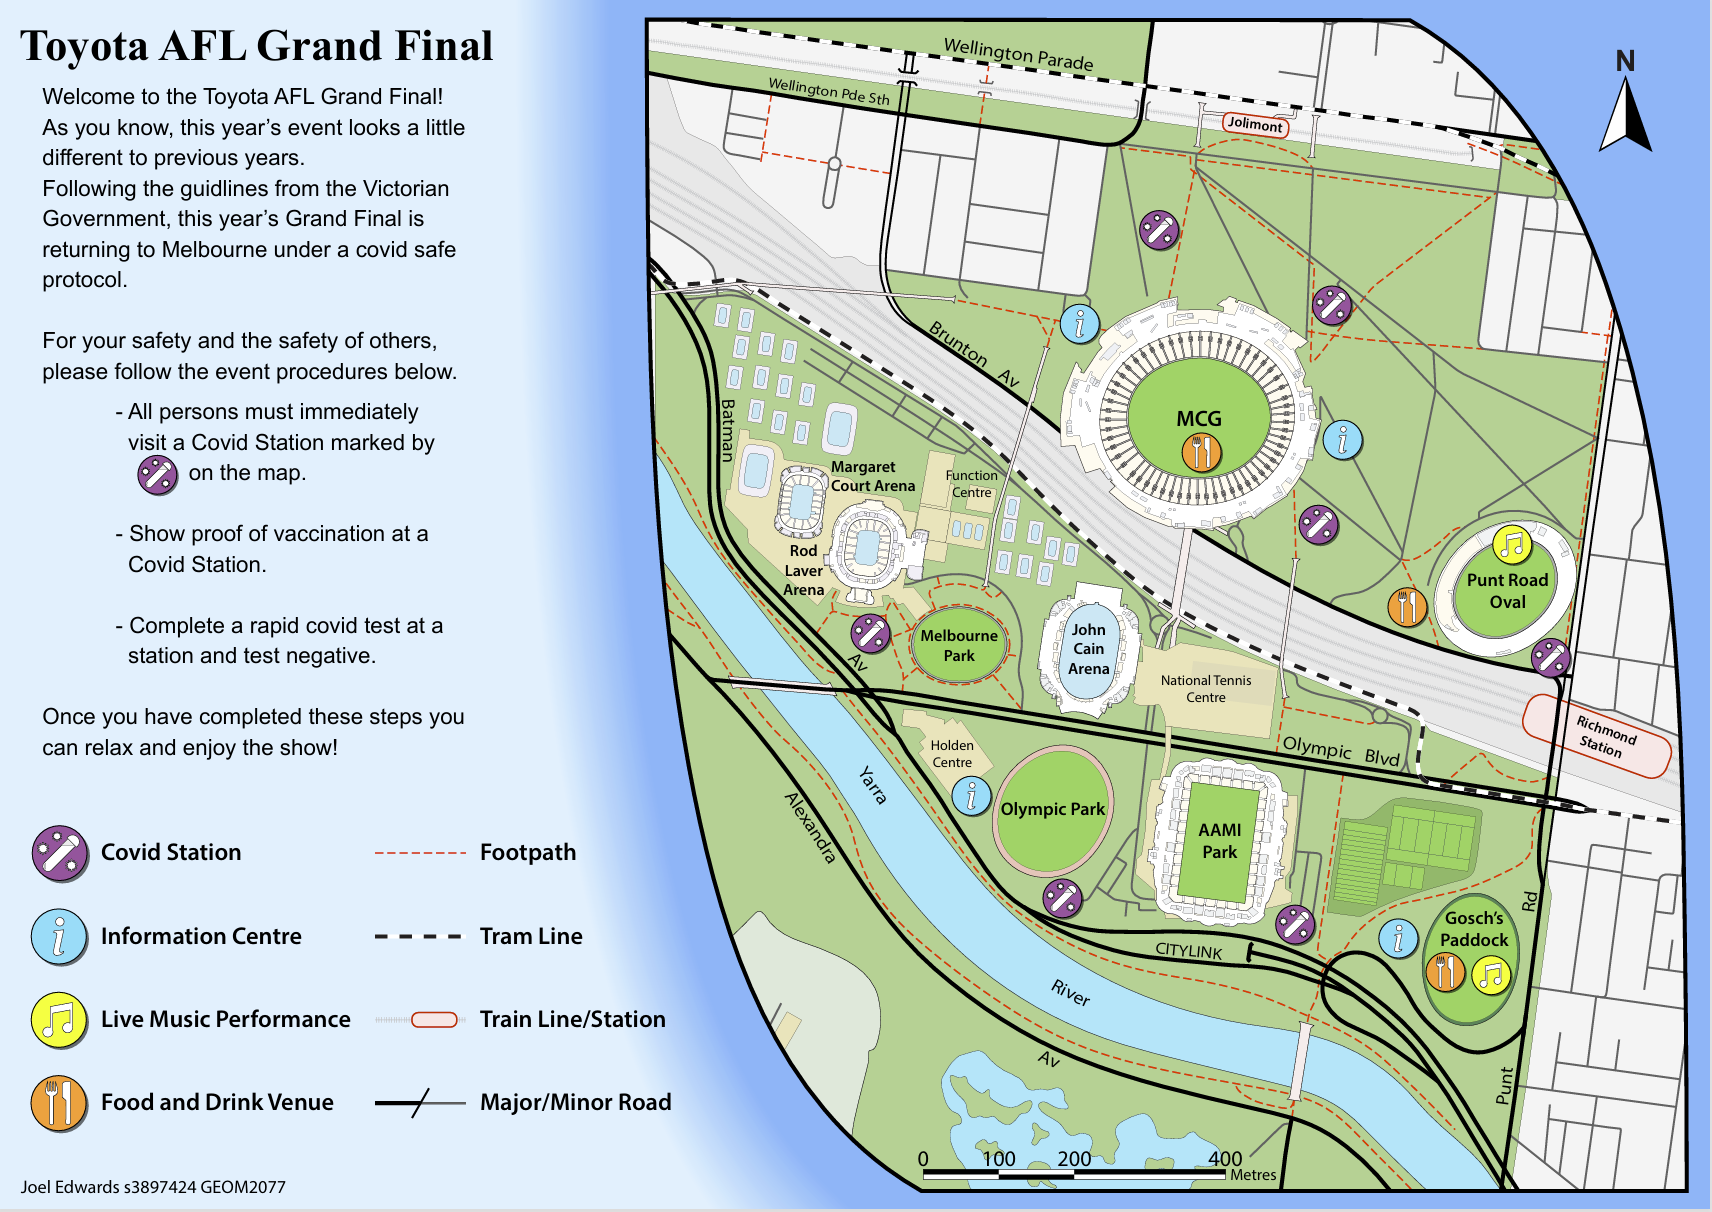 Toyota AFL Grand Final
Welcome to the Toyota AFL Grand Final!
As you know, this year's event looks a little
different to previous years.
Following the guidlines from the Victorian
Government, this year's Grand Final is
returning to Melbourne under a covid safe
protocol.
For your safety and the safety of others,
please follow the event procedures below.
- All persons must immediately
visit a Covid Station marked by
on the map.
- Show proof of vaccination at a
Covid Station.
- Complete a rapid covid test at a
station and test negative.
Once you have completed these steps you
can relax and enjoy the show!
Covid Station
Footpath
Information Centre
Tram Line
Live Music Performance
Train Line/Station
Food and Drink Venue
Major/Minor Road
Joel Edwards s3897424 GEOM2077
N
Wellington Parade
Wellington Pde Sth
Jolimont
Brunton Av
MCG
Batman
Av
Margaret
Court Arena
Function
Centre
Rod
Laver
Arena
Melbourne
Park
John
Cain
Arena
National Tennis
Centre
Punt Road
Oval
Richmond
Station
Olympic Blvd
Holden
Centre
Olympic Park
AAMI
Park
Gosch's
Paddock
Yarra
River
Alexandra
Av
CITYLINK
Punt
Rd
0 100 200 400
Metres